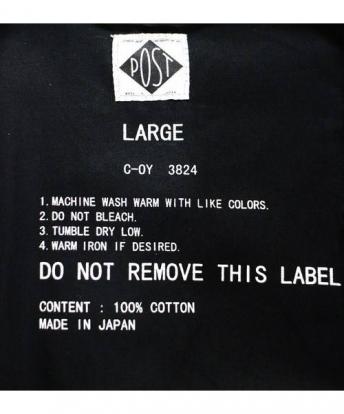 POST
LARGE
C-OY 3824
1. MACHINE WASH WARM WITH LIKE COLORS.
2. DO NOT BLEACH.
3. TUMBLE DRY LOW.
4. WARM IRON IF DESIRED.
DO NOT REMOVE THIS LABEL
CONTENT : 100% COTTON
MADE IN JAPAN